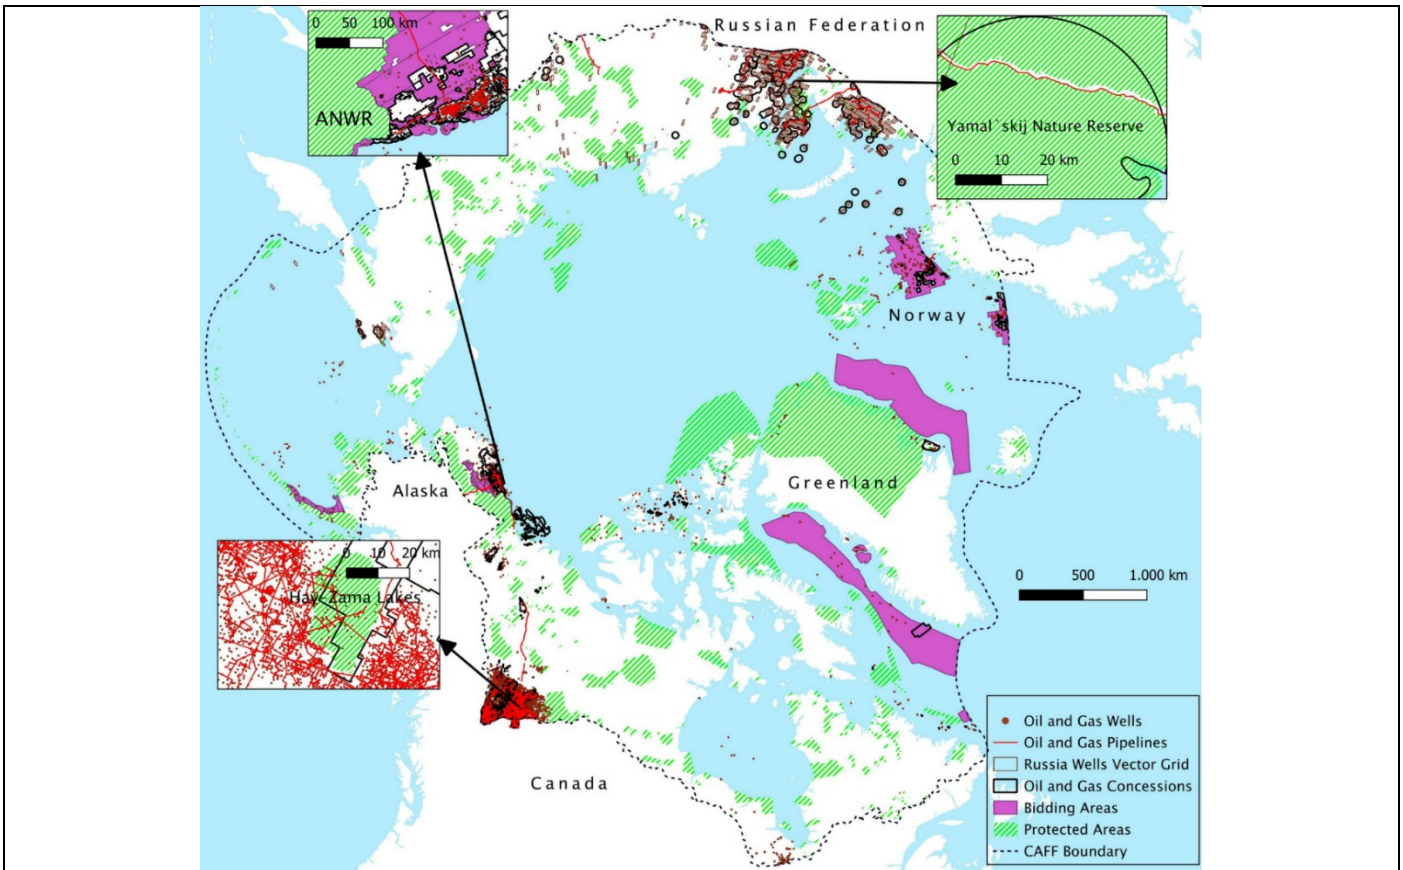 Russian Federation
0 50 100 km
ANWR
Yamal`skij Nature Reserve
0 10 20 km
Norway
Alaska
Greenland
0 10 20 km
Hay-Zama Lakes
0 500 1.000 km
Canada
Oil and Gas Wells
Oil and Gas Pipelines
Russia Wells Vector Grid
Oil and Gas Concessions
Bidding Areas
Protected Areas
CAFF Boundary